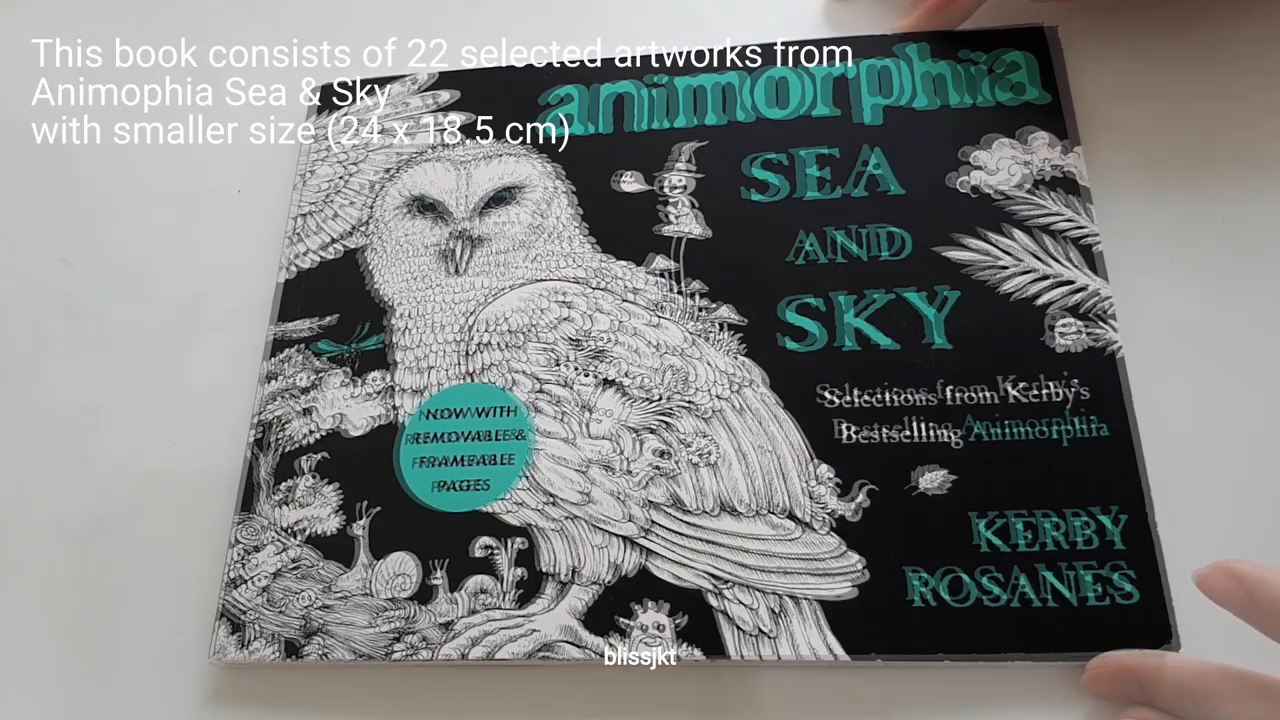 This book consists of 22 selected artworks from
Animophia Sea & Sky
with smaller size (24 x 18.5 cm)
animorphia
SEA
AND
SKY
Selections from Kerby's
Bestselling Animorphia
NOW WITH
REMOVABLE &
FRAMEABLE
PAGES
KERBY
ROSANES
blissjkt